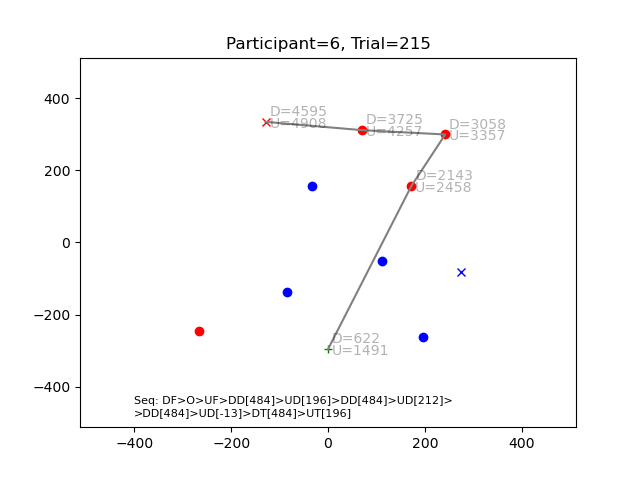 Participant=6, Trial=215
D=4595
U=4908
D=3725
U=4257
D=3058
U=3357
D=2143
U=2458
D=622
U=1491
Seq: DF>O>UF>DD[484]>UD[196]>DD[484]>UD[212]>
>DD[484]>UD[-13]>DT[484]>UT[196]
400
200
0
−200
−400
−400
−200
0
200
400